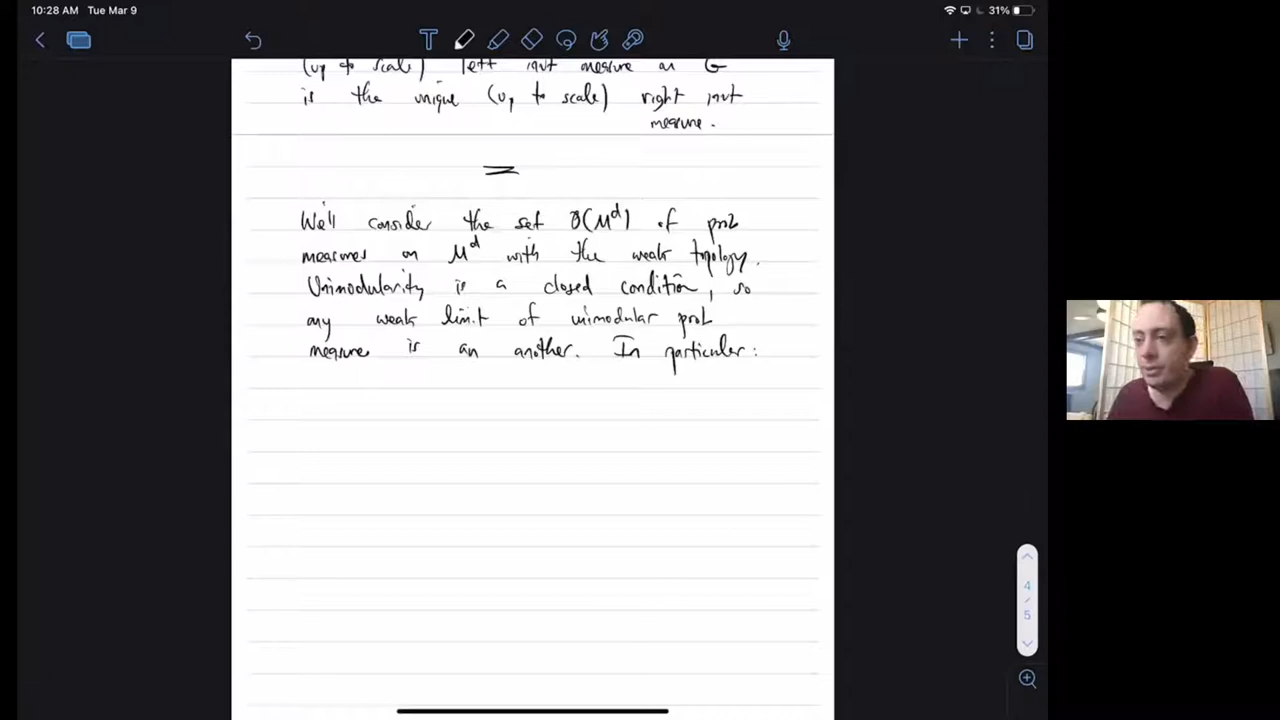 10:28 AM Tue Mar 9
31%
T
(up to scale) left invt measure on G
is the unique (up to scale) right invt
measure.
We'll consider the set P(M^d) of prob
measures on M^d with the weak topology.
Unimodularity is a closed condition, so
any weak limit of unimodular prob
measure is an another. In particular:
4
/
5